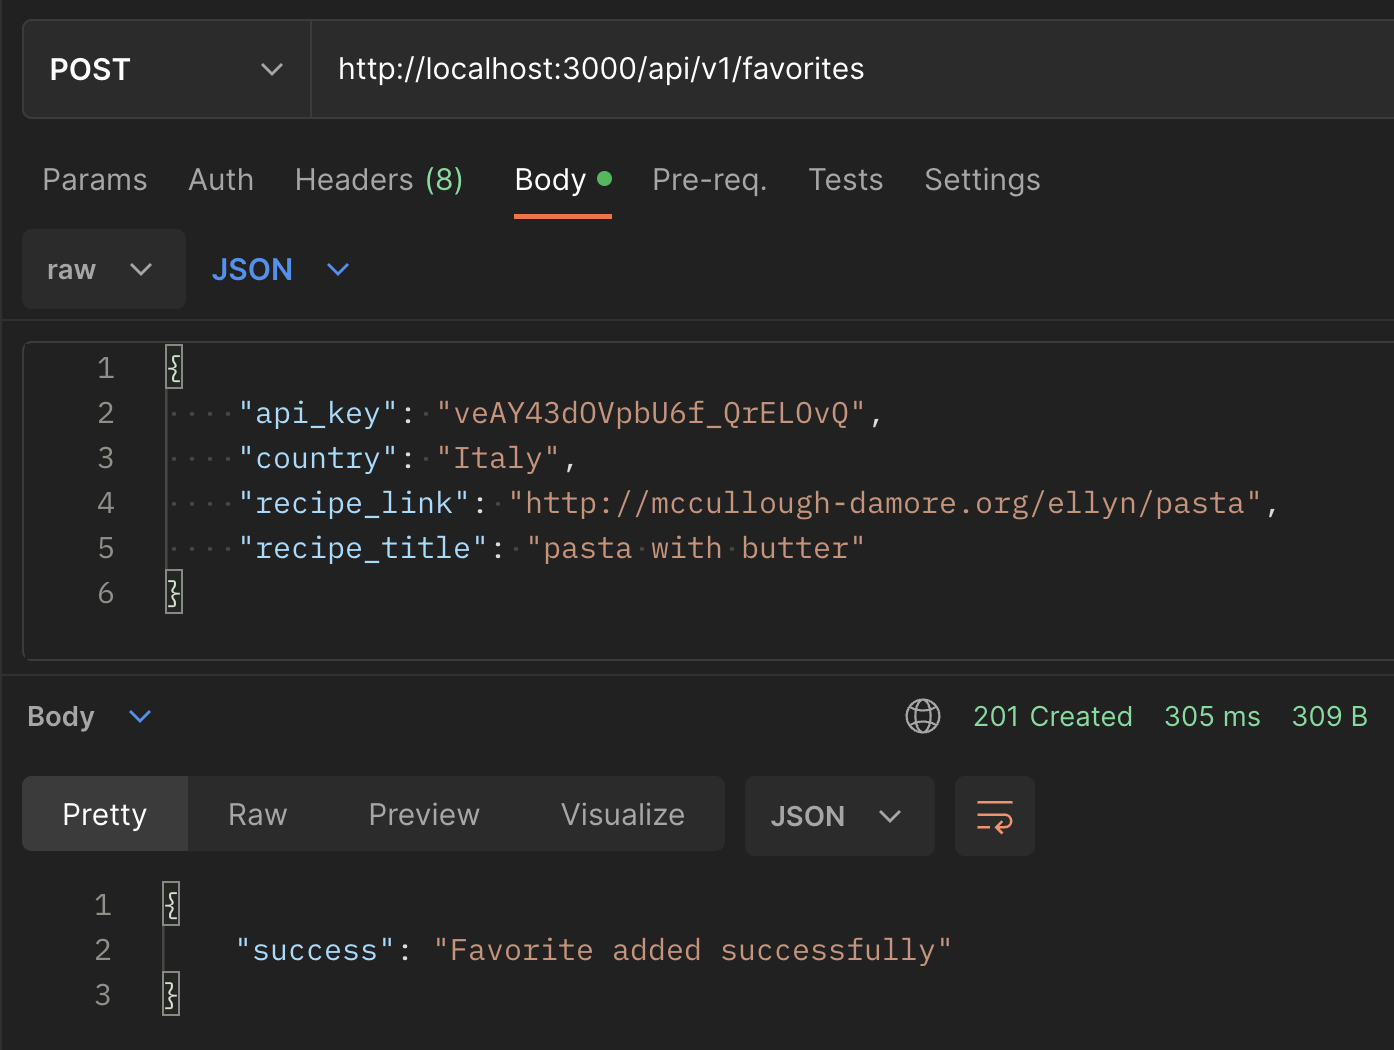 POST http://localhost:3000/api/v1/favorites
Params Auth Headers (8) Body Pre-req. Tests Settings
raw JSON
1 {
2 "api_key": "veAY43dOVpbU6f_QrELOvQ",
3 "country": "Italy",
4 "recipe_link": "http://mccullough-damore.org/ellyn/pasta",
5 "recipe_title": "pasta with butter"
6 }
Body 201 Created 305 ms 309 B
Pretty Raw Preview Visualize JSON
1 {
2 "success": "Favorite added successfully"
3 }